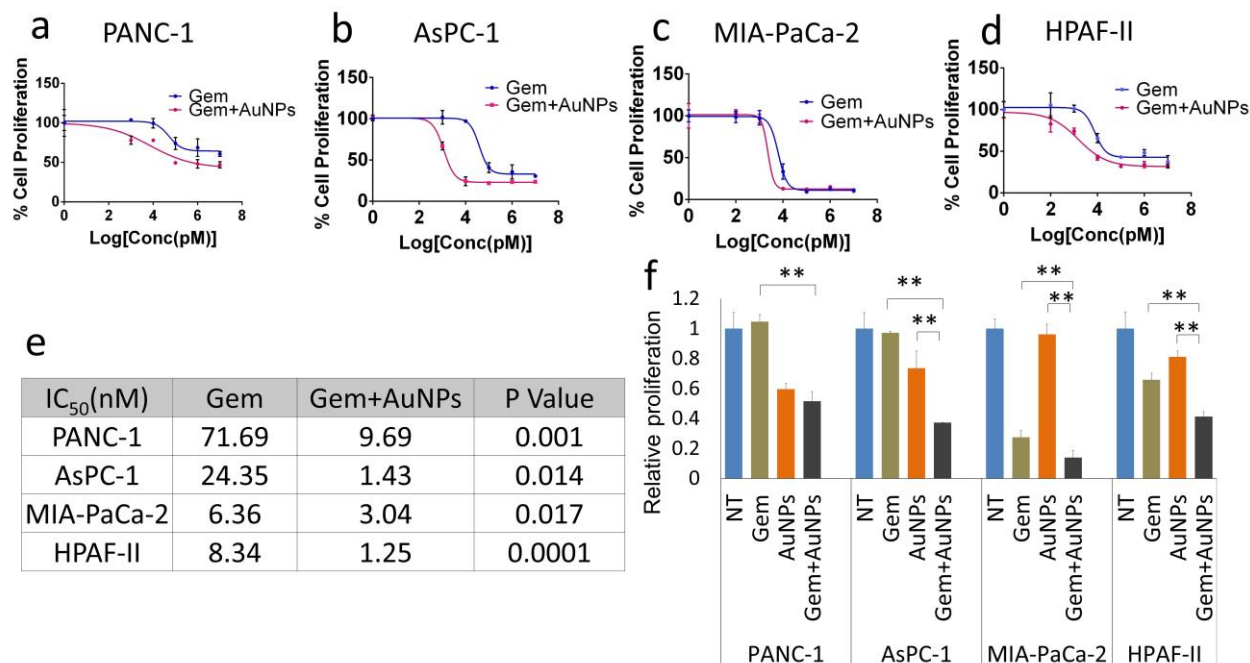 a PANC-1
% Cell Proliferation
150
100
50
0
0 2 4 6 8
Log[Conc(pM)]
Gem
Gem+AuNPs
b AsPC-1
% Cell Proliferation
150
100
50
0
0 2 4 6 8
Log[Conc(pM)]
Gem
Gem+AuNPs
c MIA-PaCa-2
% Cell Proliferation
150
100
50
0
0 2 4 6 8
Log[Conc(pM)]
Gem
Gem+AuNPs
d HPAF-II
% Cell Proliferation
150
100
50
0
0 2 4 6 8
Log[Conc(pM)]
Gem
Gem+AuNPs
e
IC50(nM) Gem Gem+AuNPs P Value
PANC-1 71.69 9.69 0.001
AsPC-1 24.35 1.43 0.014
MIA-PaCa-2 6.36 3.04 0.017
HPAF-II 8.34 1.25 0.0001
f
Relative proliferation
1.2
1
0.8
0.6
0.4
0.2
0
** ** ** ** ** ** **
NT Gem AuNPs Gem+AuNPs NT Gem AuNPs Gem+AuNPs NT Gem AuNPs Gem+AuNPs NT Gem AuNPs Gem+AuNPs
PANC-1 AsPC-1 MIA-PaCa-2 HPAF-II